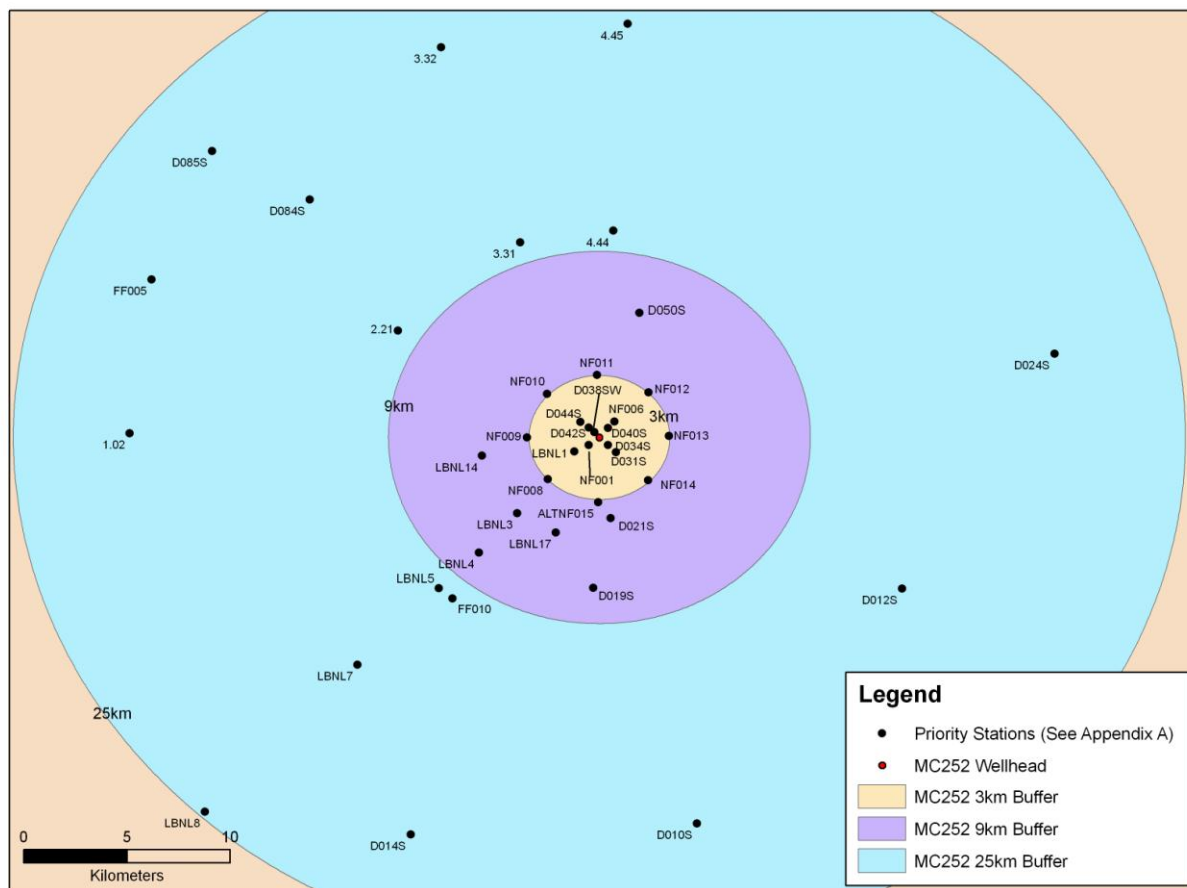 4.45
3.32
D085S
D084S
4.44
3.31
FF005
D050S
2.21
D024S
NF011
NF010
D038SW
NF012
9km
3km
D044S
NF006
1.02
NF009
D042S
D040S
NF013
LBNL14
LBNL1
D034S
D031S
NF008
NF001
NF014
LBNL3
ALTNF015
D021S
LBNL17
LBNL4
LBNL5
FF010
D019S
D012S
LBNL7
25km
LBNL8
D014S
D010S
0 5 10
Kilometers
Legend
Priority Stations (See Appendix A)
MC252 Wellhead
MC252 3km Buffer
MC252 9km Buffer
MC252 25km Buffer